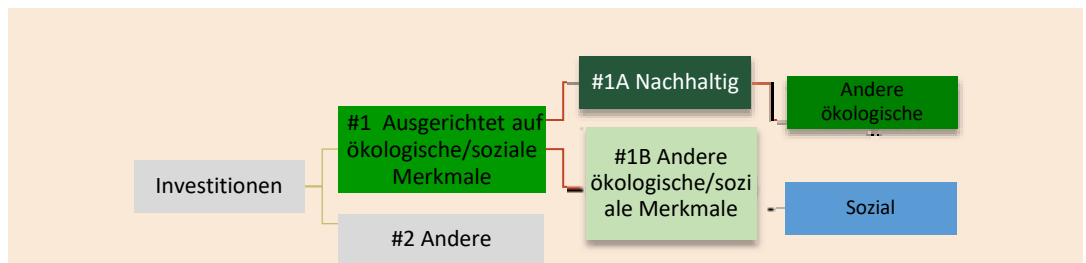 Investitionen
#1 Ausgerichtet auf
ökologische/soziale
Merkmale
#2 Andere
#1A Nachhaltig
#1B Andere
ökologische/sozi
ale Merkmale
Andere
ökologische
Sozial